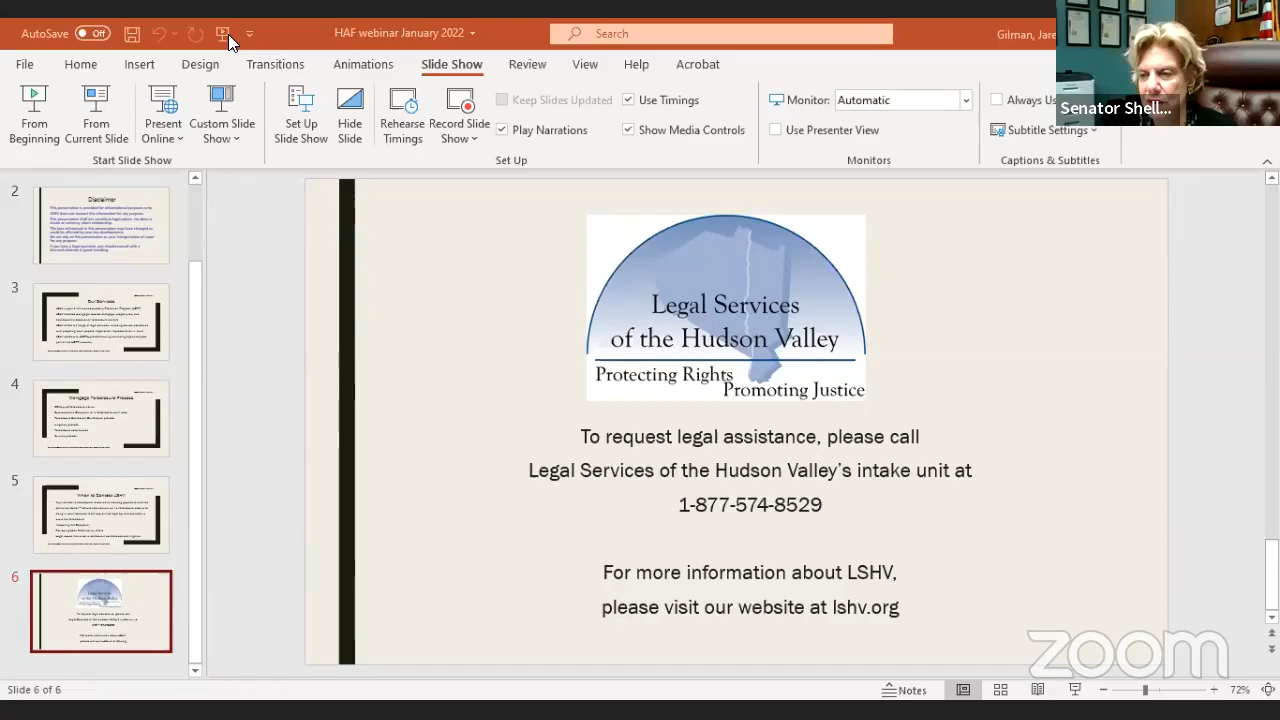 AutoSave Off HAF webinar January 2022 Search Gilman, Jare
File Home Insert Design Transitions Animations Slide Show Review View Help Acrobat
Senator Shell...
From Beginning
From Current Slide
Present Online
Custom Slide Show
Start Slide Show
Set Up Slide Show
Hide Slide
Rehearse Timings
Record Slide Show
Keep Slides Updated
Play Narrations
Use Timings
Show Media Controls
Set Up
Monitor: Automatic
Use Presenter View
Monitors
Always Us
Subtitle Settings
Captions & Subtitles
2
Disclaimer
3
Our Services
4
Mortgage Foreclosure Process
5
When to Contact LSHV
6
Legal Services
of the Hudson Valley
Protecting Rights
Promoting Justice
To request legal assistance, please call
Legal Services of the Hudson Valley’s intake unit at
1-877-574-8529
For more information about LSHV,
please visit our website at lshv.org
zoom
Slide 6 of 6 Notes 72%